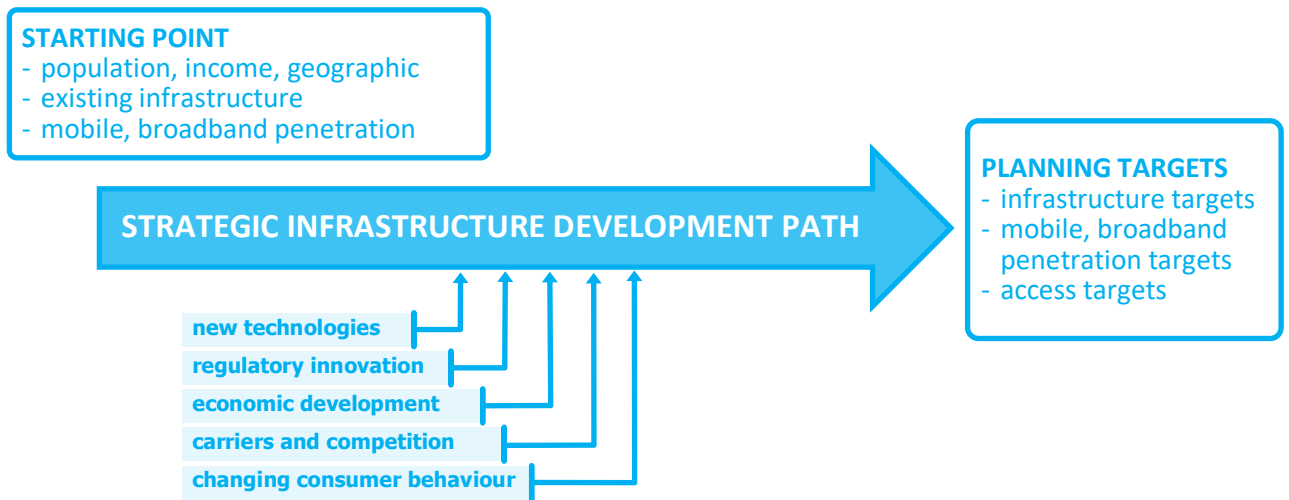 STARTING POINT
- population, income, geographic
- existing infrastructure
- mobile, broadband penetration
STRATEGIC INFRASTRUCTURE DEVELOPMENT PATH
PLANNING TARGETS
- infrastructure targets
- mobile, broadband
penetration targets
- access targets
new technologies
regulatory innovation
economic development
carriers and competition
changing consumer behaviour